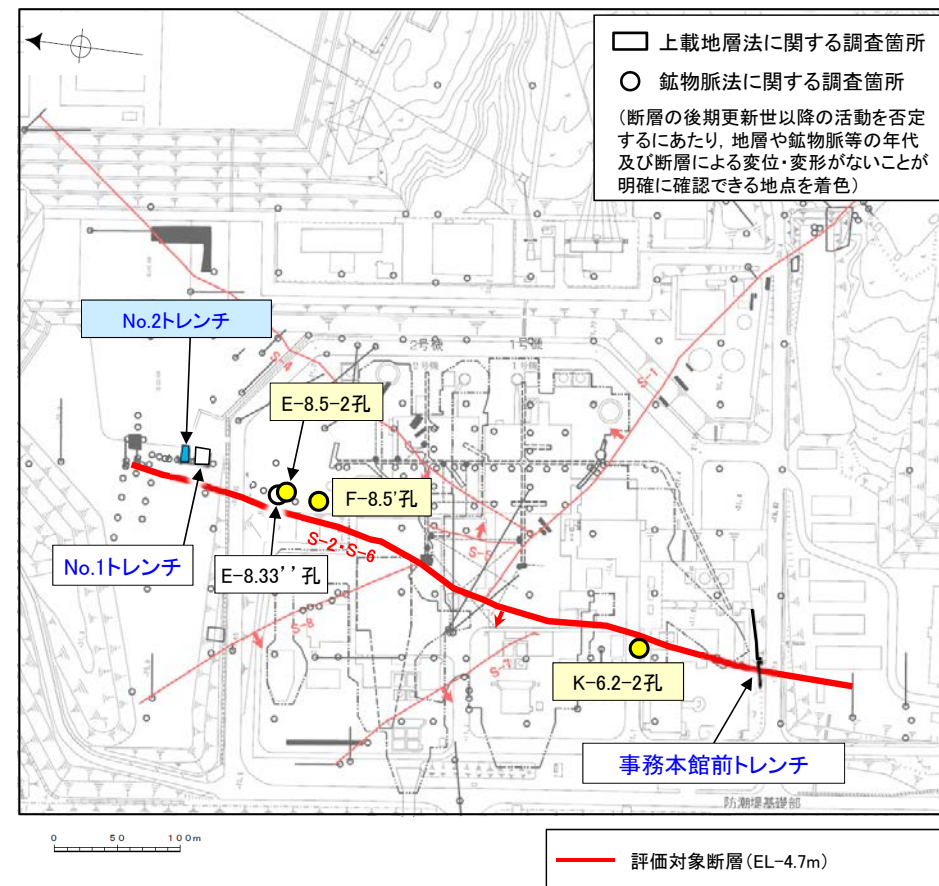 上載地層法に関する調査箇所
鉱物脈法に関する調査箇所
(断層の後期更新世以降の活動を否定
するにあたり，地層や鉱物脈等の年代
及び断層による変位・変形がないことが
明確に確認できる地点を着色)
No.2トレンチ
2号機
1号機
2号機
1号機
S-4
S-1
E-8.5-2孔
F-8.5'孔
S-2・S-6
S-5
No.1トレンチ
E-8.33''孔
S-8
S-7
K-6.2-2孔
事務本館前トレンチ
防潮堤基礎部
0 50 100m
評価対象断層(EL-4.7m)